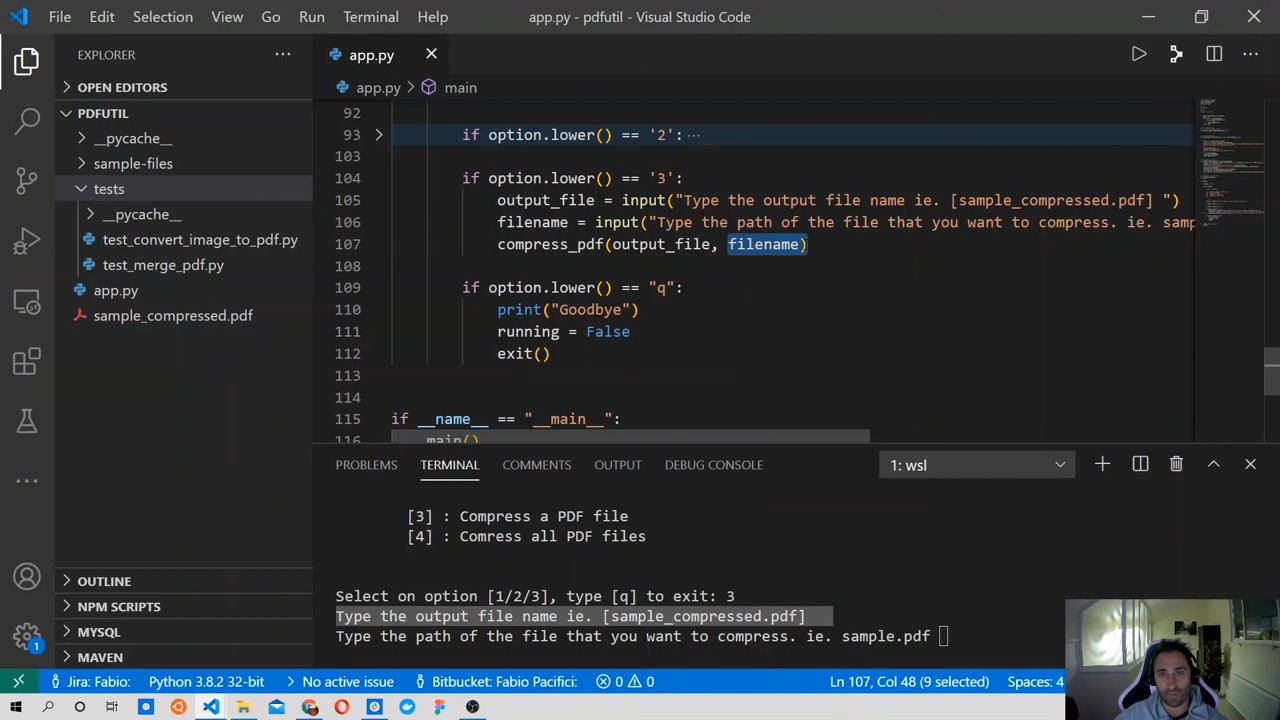 File Edit Selection View Go Run Terminal Help app.py - pdfutil - Visual Studio Code
EXPLORER
OPEN EDITORS
PDFUTIL
__pycache__
sample-files
tests
__pycache__
test_convert_image_to_pdf.py
test_merge_pdf.py
app.py
sample_compressed.pdf
OUTLINE
NPM SCRIPTS
MYSQL
MAVEN
1
app.py
app.py > main
92
93 if option.lower() == '2': ···
103
104 if option.lower() == '3':
105 output_file = input("Type the output file name ie. [sample_compressed.pdf] ")
106 filename = input("Type the path of the file that you want to compress. ie. samp
107 compress_pdf(output_file, filename)
108
109 if option.lower() == "q":
110 print("Goodbye")
111 running = False
112 exit()
113
114
115 if __name__ == "__main__":
116 main()
PROBLEMS TERMINAL COMMENTS OUTPUT DEBUG CONSOLE 1: wsl
[3] : Compress a PDF file
[4] : Comress all PDF files
Select on option [1/2/3], type [q] to exit: 3
Type the output file name ie. [sample_compressed.pdf]
Type the path of the file that you want to compress. ie. sample.pdf
Jira: Fabio: Python 3.8.2 32-bit No active issue Bitbucket: Fabio Pacifici: 0 0 Ln 107, Col 48 (9 selected) Spaces: 4